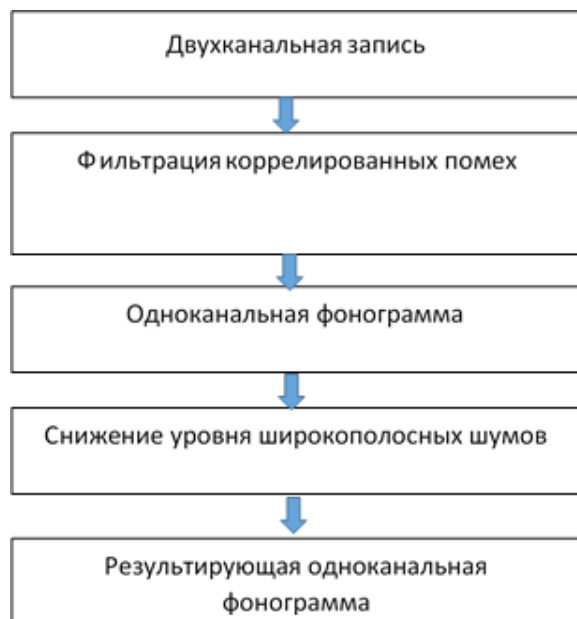 Двухканальная запись
Фильтрация коррелированных помех
Одноканальная фонограмма
Снижение уровня широкополосных шумов
Результирующая одноканальная
фонограмма